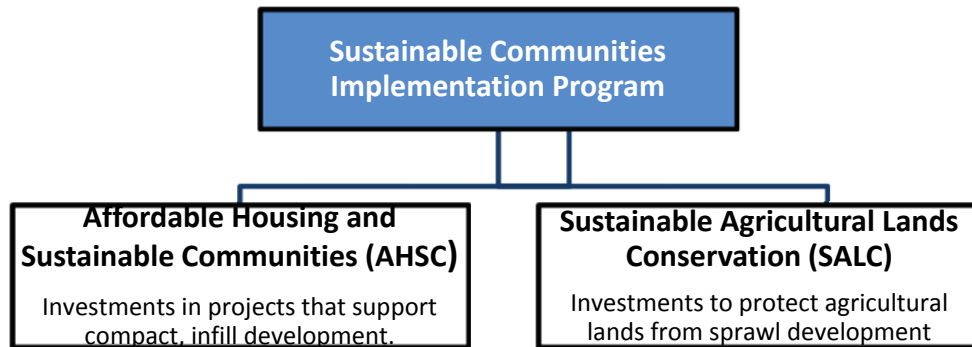 Sustainable Communities
Implementation Program
Affordable Housing and
Sustainable Communities (AHSC)
Investments in projects that support
compact, infill development.
Sustainable Agricultural Lands
Conservation (SALC)
Investments to protect agricultural
lands from sprawl development